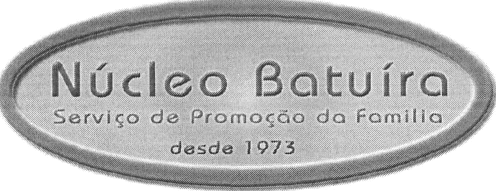 Núcleo Batuíra
Serviço de Promoção da Família
desde 1973